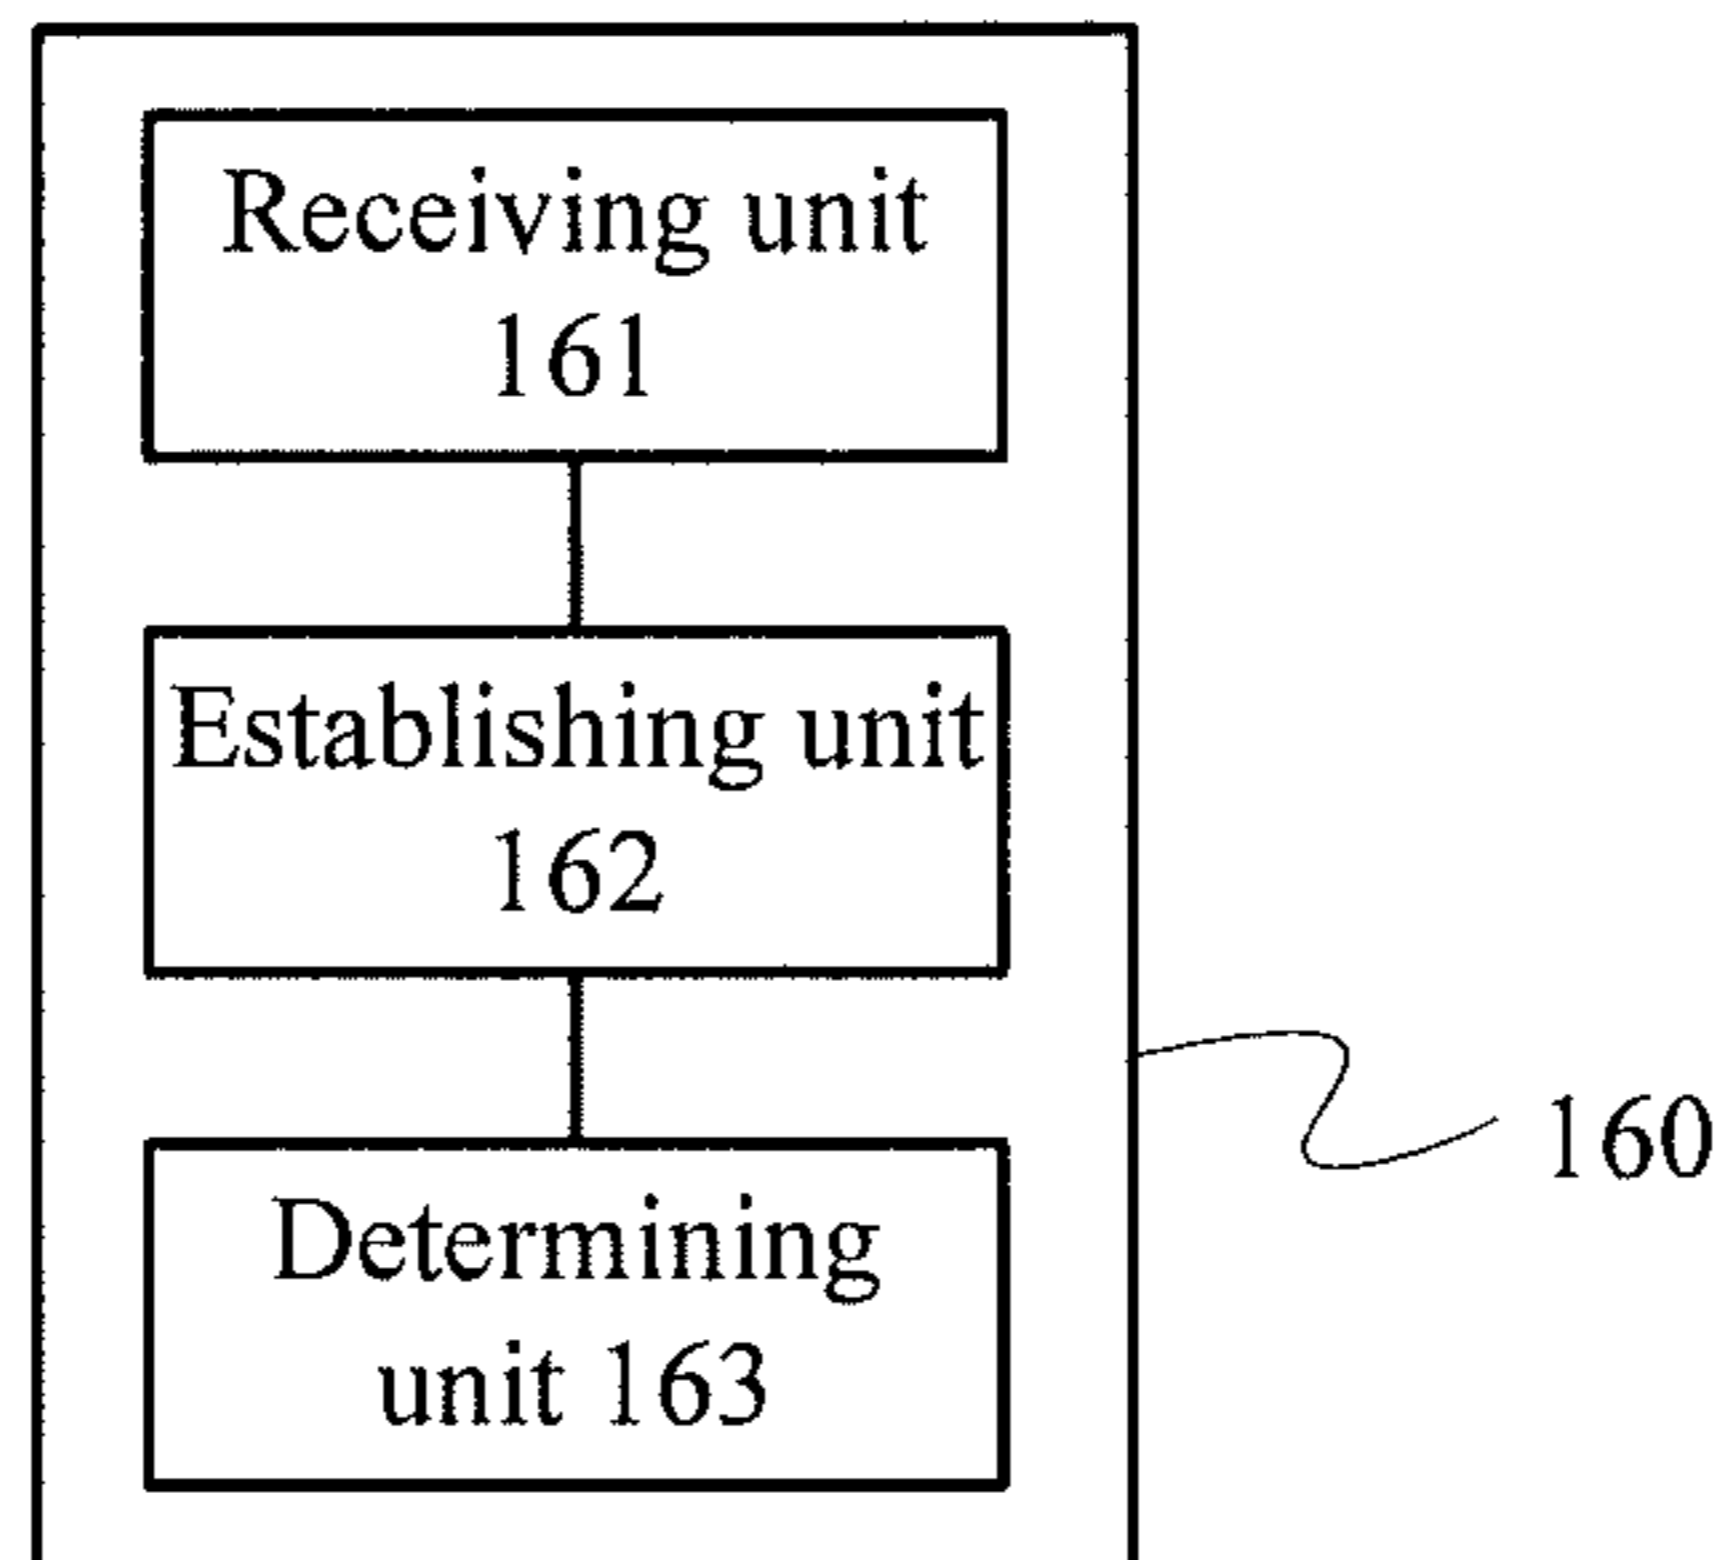 Receiving unit
161
Establishing unit
162
Determining
unit 163
160